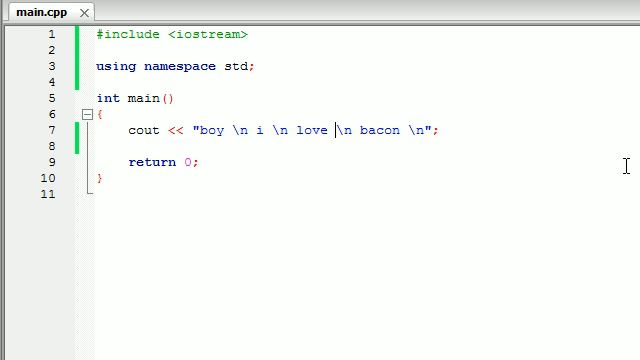 main.cpp
1 #include <iostream>
2
3 using namespace std;
4
5 int main()
6 {
7 cout << "boy \n i \n love \n bacon \n";
8
9 return 0;
10 }
11